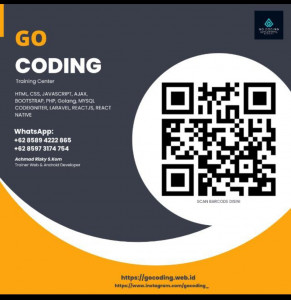 GO
CODING
Training Center
HTML, CSS, JAVASCRIPT, AJAX,
BOOTSTRAP, PHP, Golang, MYSQL
CODEIGNITER, LARAVEL, REACTJS, REACT
NATIVE
WhatsApp:
+62 8589 4222 865
+62 8597 3174 754
Achmad Rizky S.Kom
Trainer Web & Android Developer
GO CODING
SCAN BARCODE DISINI
https://gocoding.web.id
https://www.instagram.com/gocoding_